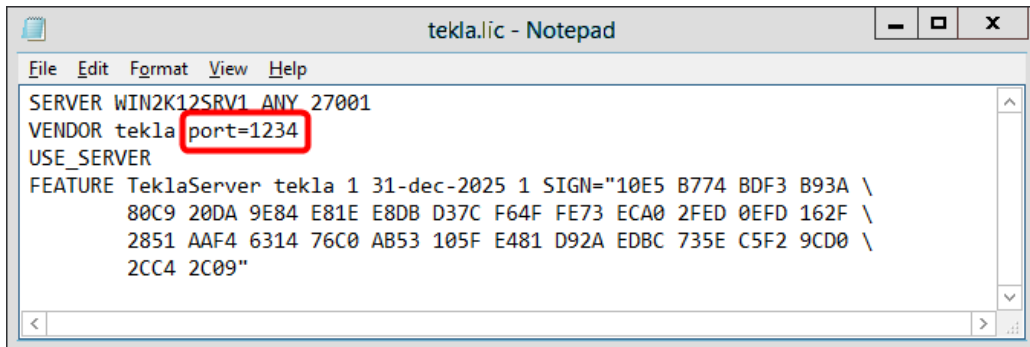 tekla.lic - Notepad
File Edit Format View Help
SERVER WIN2K12SRV1 ANY 27001
VENDOR tekla port=1234
USE_SERVER
FEATURE TeklaServer tekla 1 31-dec-2025 1 SIGN="10E5 B774 BDF3 B93A \
80C9 20DA 9E84 E81E E8DB D37C F64F FE73 ECA0 2FED 0EFD 162F \
2851 AAF4 6314 76C0 AB53 105F E481 D92A EDBC 735E C5F2 9CD0 \
2CC4 2C09"